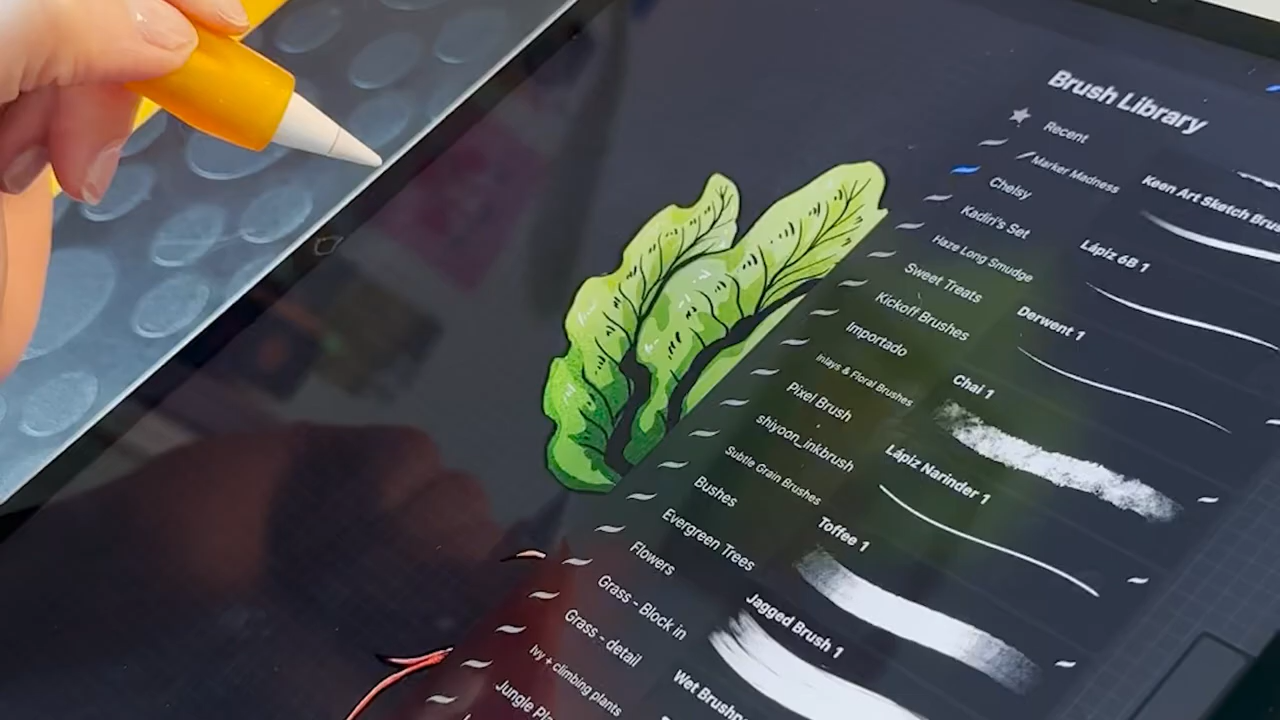 Brush Library
Recent
Marker Madness
Chelsy
Kadiri's Set
Haze Long Smudge
Sweet Treats
Kickoff Brushes
Importado
Inlays & Floral Brushes
Pixel Brush
shiyoon_inkbrush
Subtle Grain Brushes
Bushes
Evergreen Trees
Flowers
Grass - Block in
Grass - detail
Ivy + climbing plants
Jungle
Keen Art Sketch
Lápiz 6B 1
Derwent 1
Chai 1
Lápiz Narinder 1
Toffee 1
Jagged Brush 1
Wet